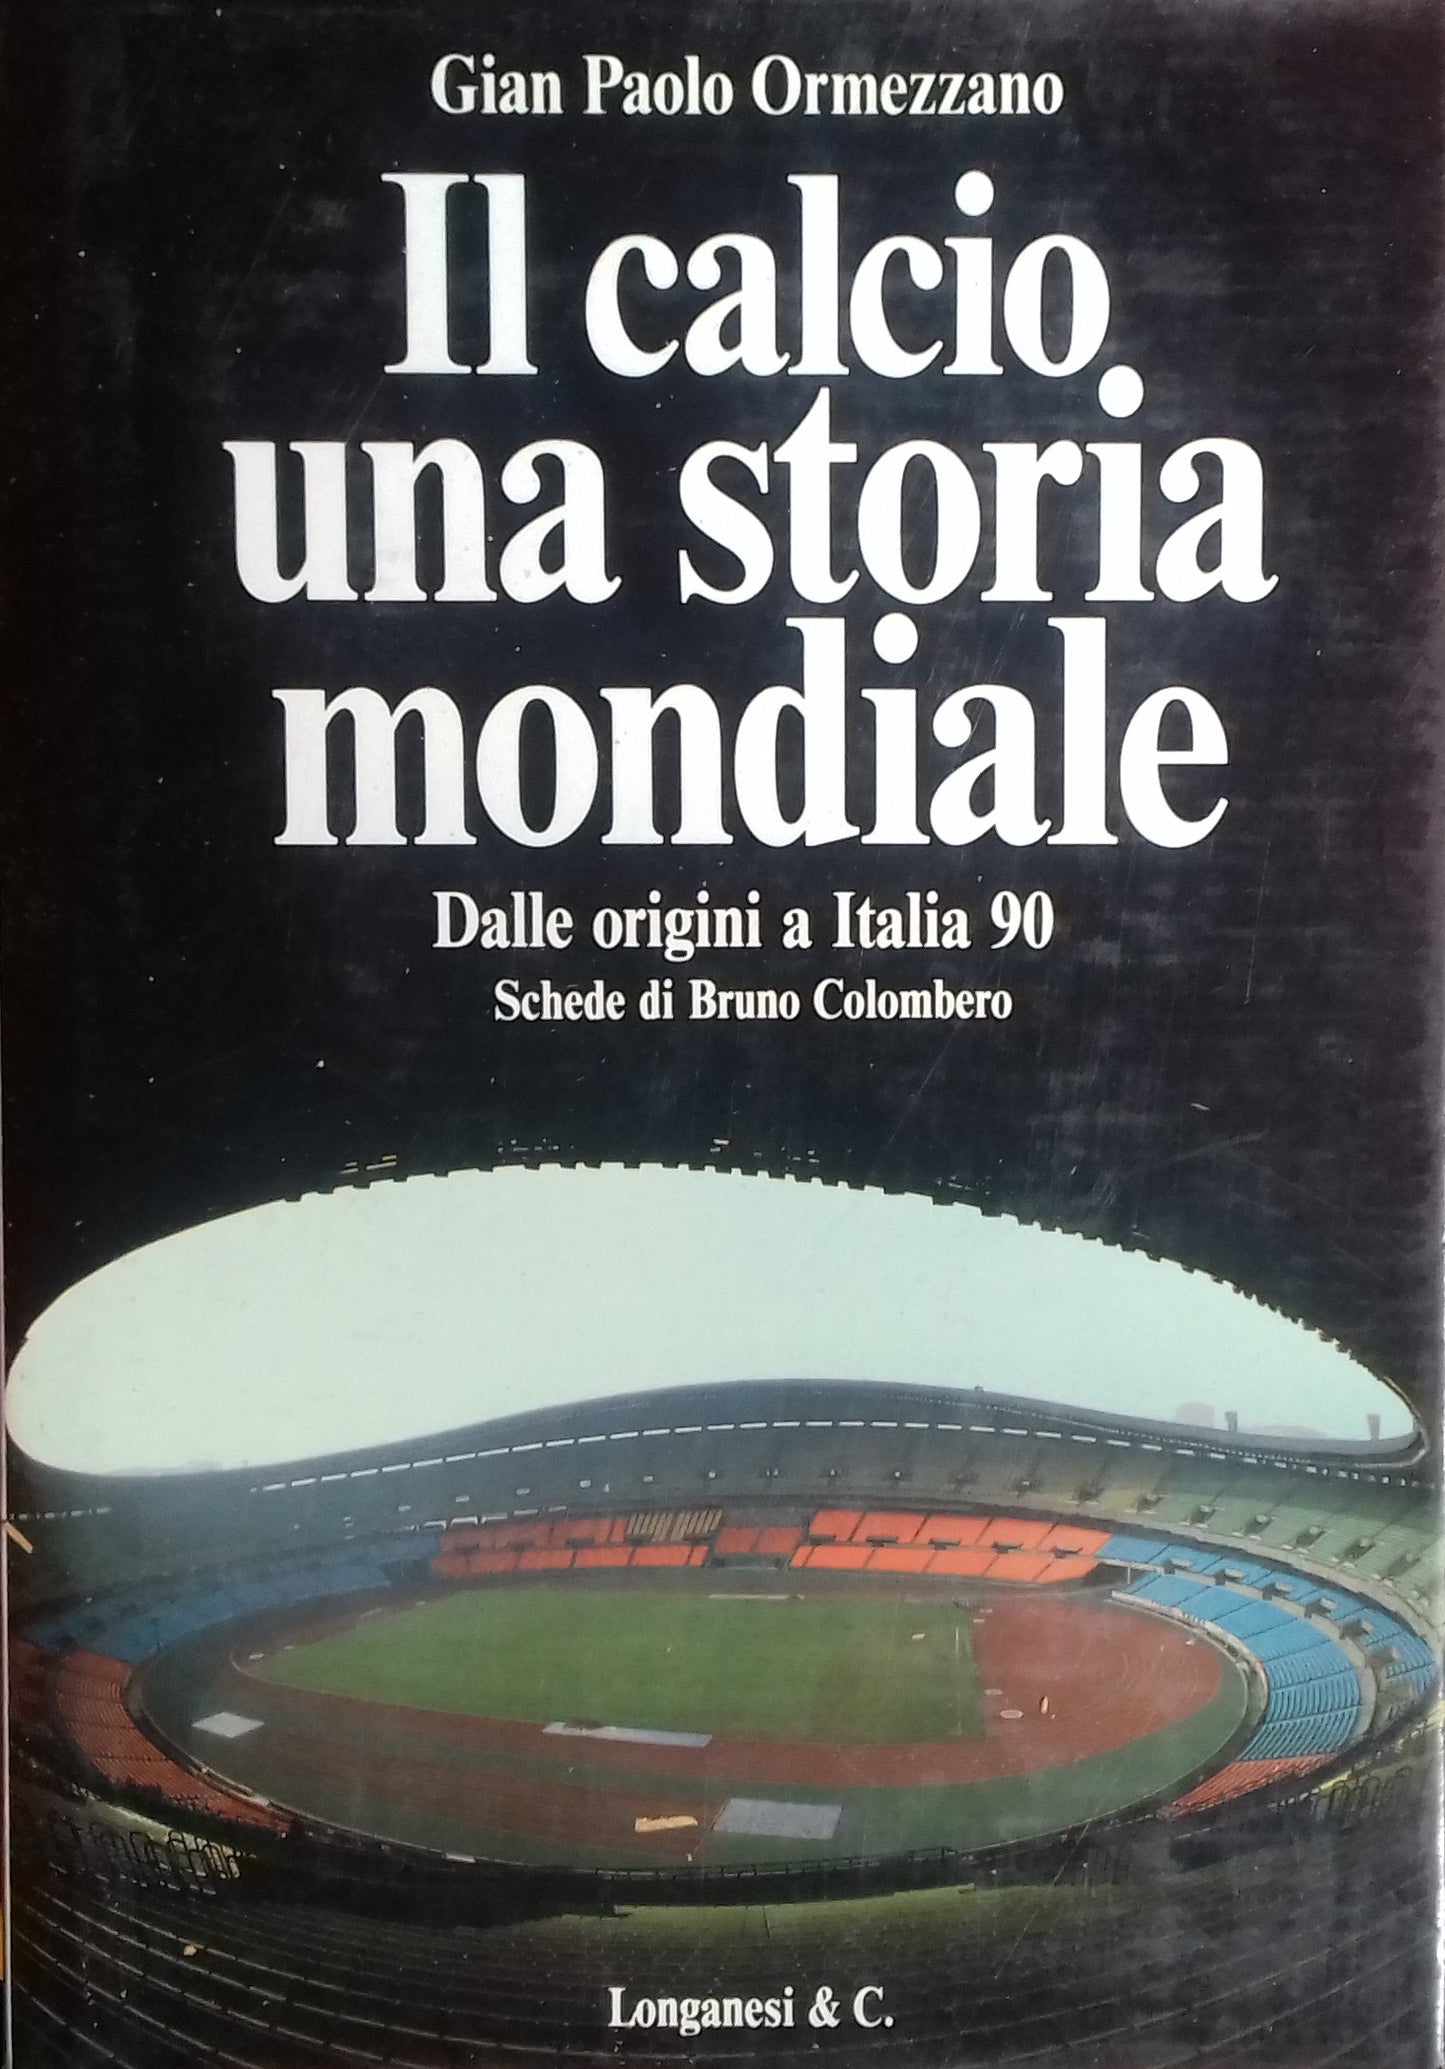 Gian Paolo Ormezzano
Il calcio
una storia
mondiale
Dalle origini a Italia 90
Schede di Bruno Colombero
Longanesi & C.